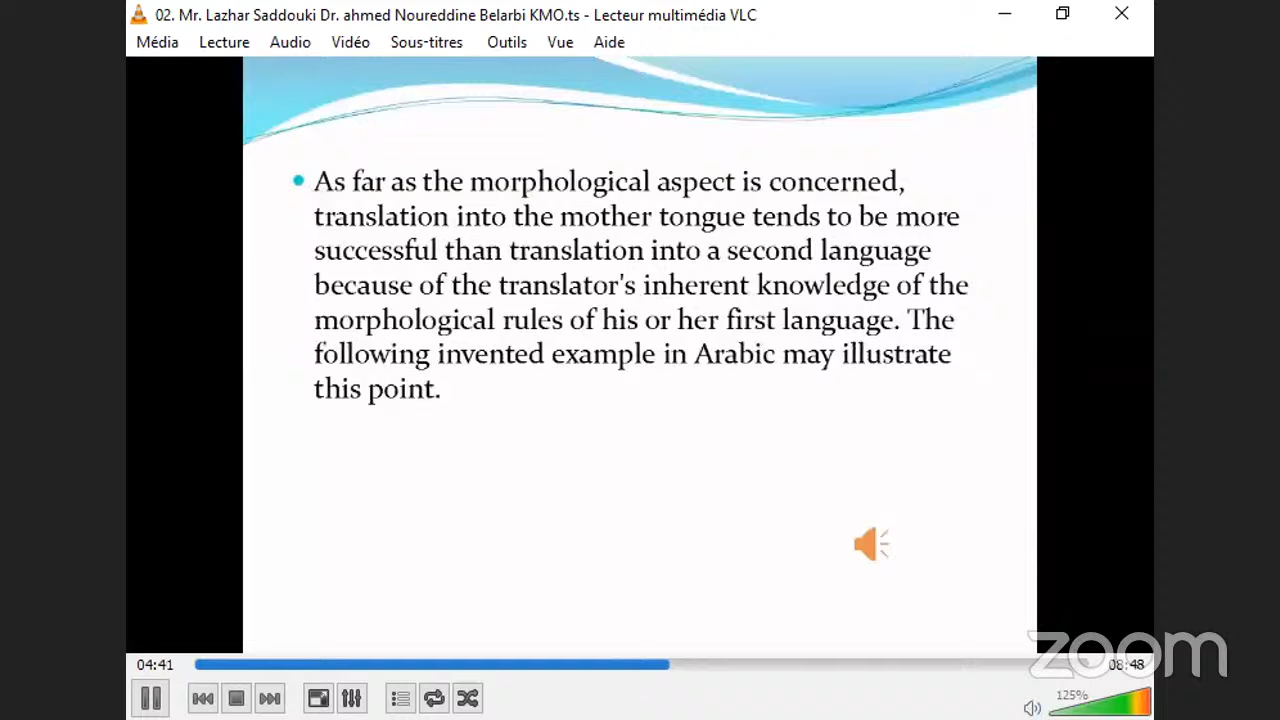 02. Mr. Lazhar Saddouki Dr. ahmed Noureddine Belarbi KMO.ts - Lecteur multimédia VLC
Média Lecture Audio Vidéo Sous-titres Outils Vue Aide
• As far as the morphological aspect is concerned,
translation into the mother tongue tends to be more
successful than translation into a second language
because of the translator's inherent knowledge of the
morphological rules of his or her first language. The
following invented example in Arabic may illustrate
this point.
04:41
08:48
zoom
125%